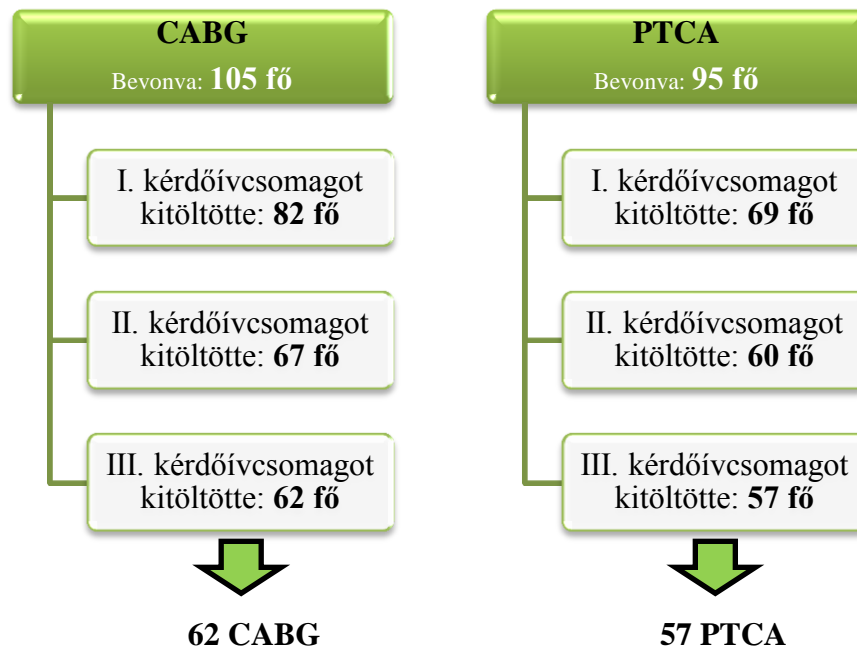 CABG
Bevonva: 105 fő
I. kérdőívcsomagot
kitöltötte: 82 fő
II. kérdőívcsomagot
kitöltötte: 67 fő
III. kérdőívcsomagot
kitöltötte: 62 fő
62 CABG
PTCA
Bevonva: 95 fő
I. kérdőívcsomagot
kitöltötte: 69 fő
II. kérdőívcsomagot
kitöltötte: 60 fő
III. kérdőívcsomagot
kitöltötte: 57 fő
57 PTCA